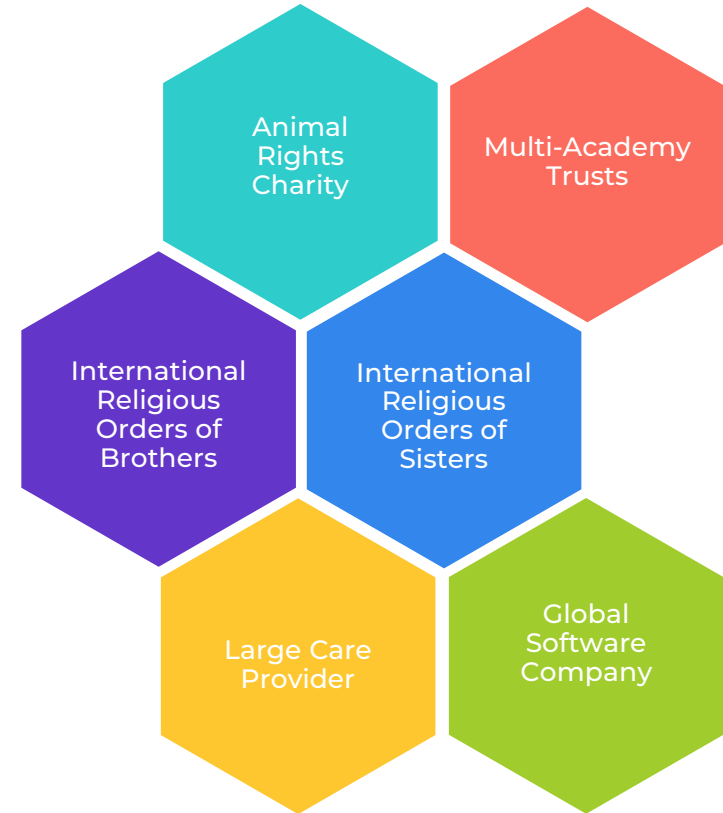 Animal
Rights
Charity
Multi-Academy
Trusts
International
Religious
Orders of
Brothers
International
Religious
Orders of
Sisters
Large Care
Provider
Global
Software
Company